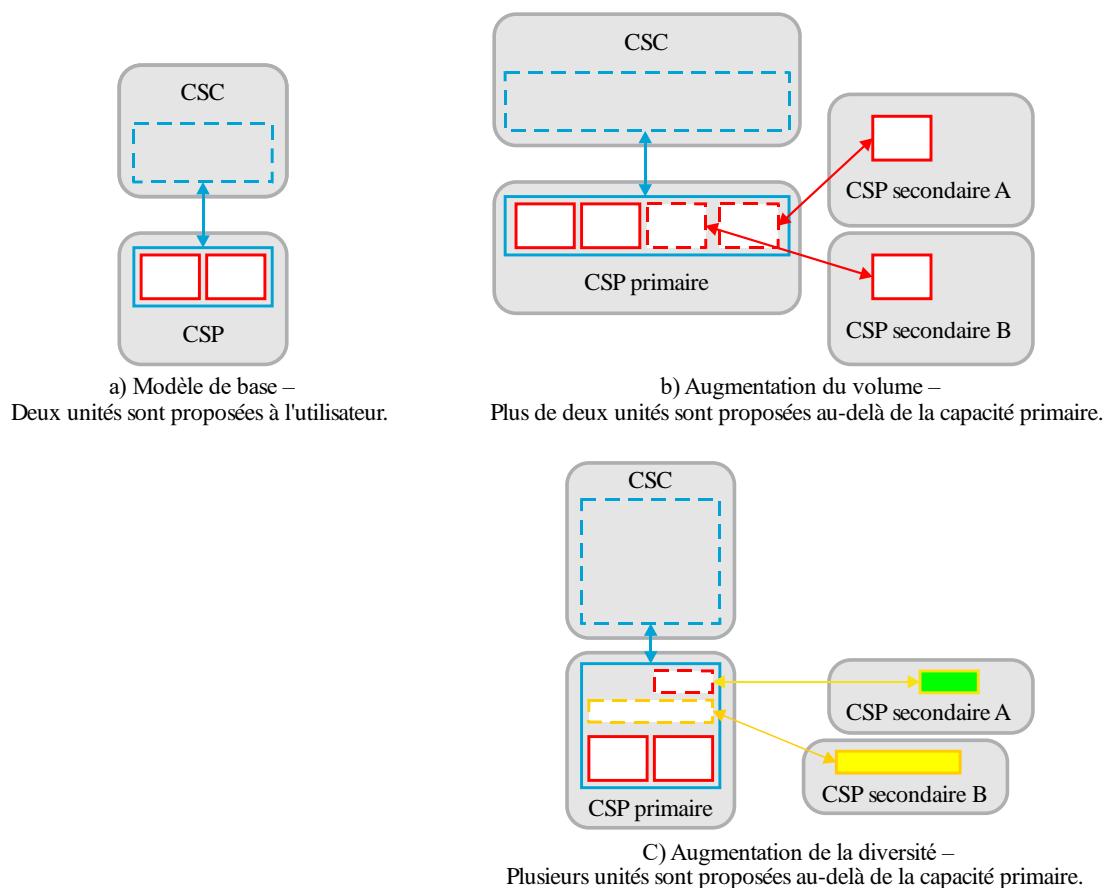 CSC
CSP
a) Modèle de base –
Deux unités sont proposées à l'utilisateur.
CSC
CSP primaire
CSP secondaire A
CSP secondaire B
b) Augmentation du volume –
Plus de deux unités sont proposées au-delà de la capacité primaire.
CSC
CSP primaire
CSP secondaire A
CSP secondaire B
C) Augmentation de la diversité –
Plusieurs unités sont proposées au-delà de la capacité primaire.